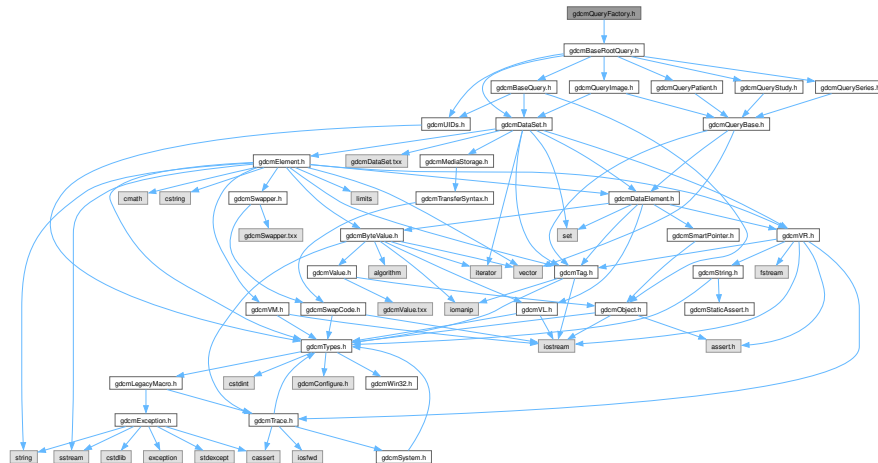 gdcmQueryFactory.h
gdcmBaseRootQuery.h
gdcmBaseQuery.h gdcmQueryImage.h gdcmQueryPatient.h gdcmQueryStudy.h gdcmQuerySeries.h
gdcmUIDs.h gdcmDataSet.h gdcmQueryBase.h
gdcmElement.h gdcmDataSet.txx gdcmMediaStorage.h
cmath cstring gdcmSwapper.h limits gdcmTransferSyntax.h gdcmDataElement.h
gdcmSwapper.txx gdcmByteValue.h set gdcmSmartPointer.h gdcmVR.h
gdcmValue.h algorithm iterator vector gdcmTag.h gdcmString.h fstream
gdcmVM.h gdcmSwapCode.h gdcmValue.txx iomanip gdcmVL.h gdcmObject.h gdcmStaticAssert.h
gdcmTypes.h iostream assert.h
gdcmLegacyMacro.h cstdint gdcmConfigure.h gdcmWin32.h
gdcmException.h gdcmTrace.h
string sstream cstdlib exception stdexcept cassert iosfwd gdcmSystem.h